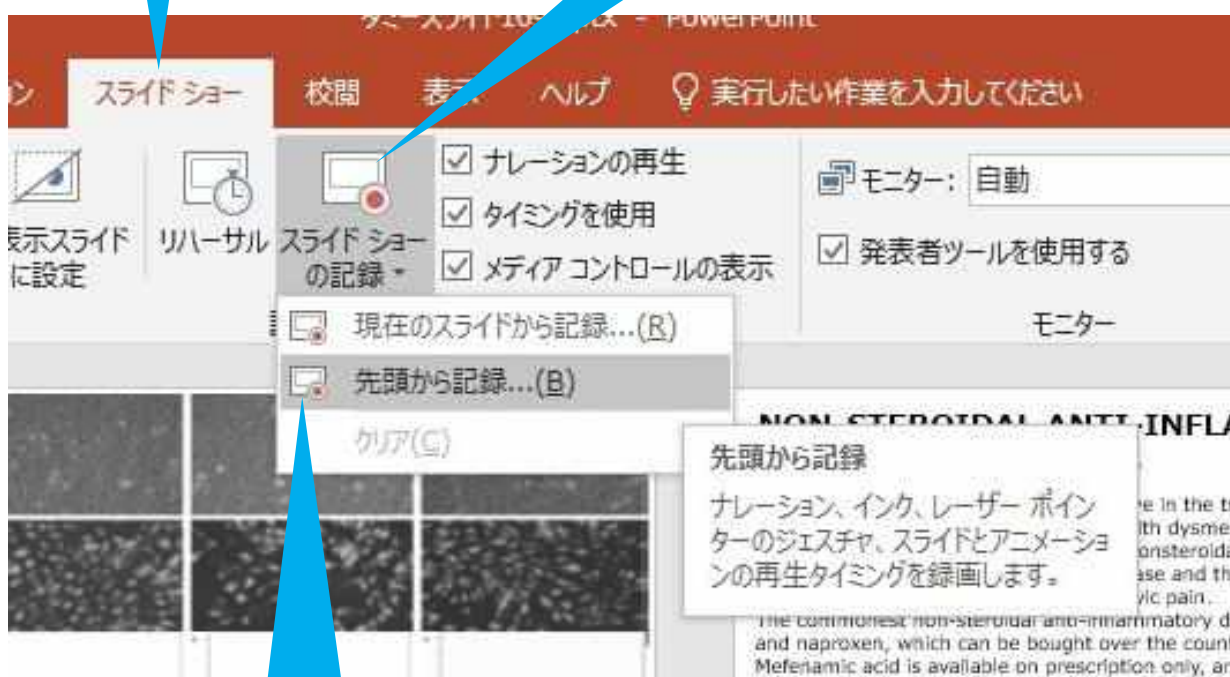 PowerPoint
スライド ショー 校閲 表示 ヘルプ 実行したい作業を入力してください
表示スライド
に設定
リハーサル
スライド ショー
の記録
ナレーションの再生
タイミングを使用
メディア コントロールの表示
モニター: 自動
発表者ツールを使用する
モニター
現在のスライドから記録...(R)
先頭から記録...(B)
クリア(C)
先頭から記録
ナレーション、インク、レーザー ポイン
ターのジェスチャ、スライドとアニメーショ
ンの再生タイミングを録画します。
NON-STEROIDAL ANTI-INFLA
e in the t
ith dysme
onsteroida
ase and th
vic pain.
The commonest non-steroidal anti-inflammatory d
and naproxen, which can be bought over the coun
Mefenamic acid is available on prescription only, an